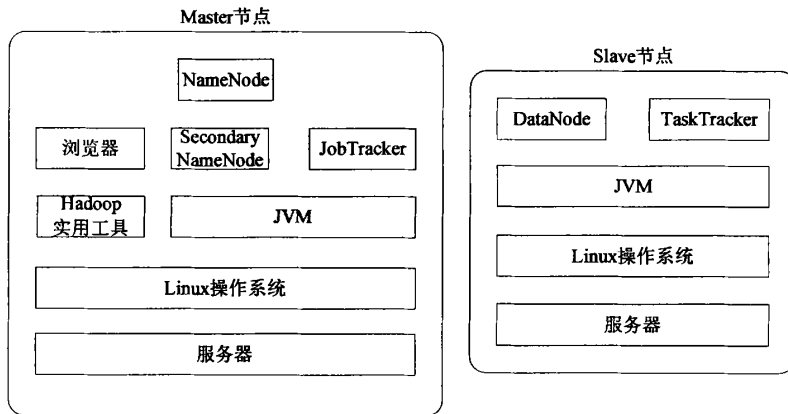 Master节点
NameNode
浏览器
Secondary
NameNode
JobTracker
Hadoop
实用工具
JVM
Linux操作系统
服务器
Slave节点
DataNode
TaskTracker
JVM
Linux操作系统
服务器